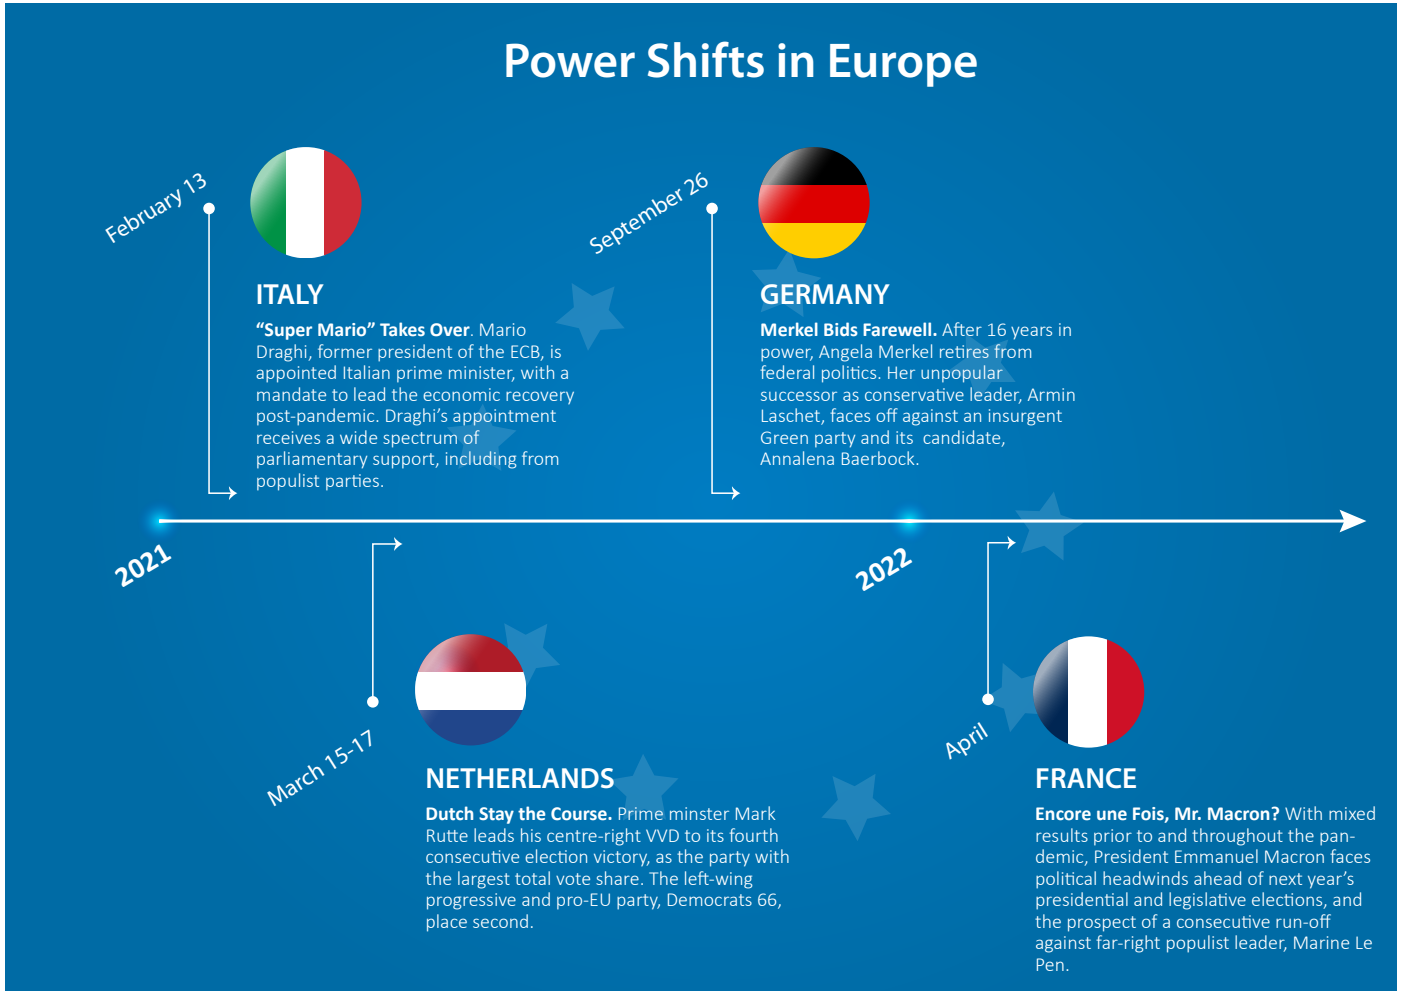 Power Shifts in Europe
February 13
ITALY
“Super Mario” Takes Over. Mario
Draghi, former president of the ECB, is
appointed Italian prime minister, with a
mandate to lead the economic recovery
post-pandemic. Draghi’s appointment
receives a wide spectrum of
parliamentary support, including from
populist parties.
September 26
GERMANY
Merkel Bids Farewell. After 16 years in
power, Angela Merkel retires from
federal politics. Her unpopular
successor as conservative leader, Armin
Laschet, faces off against an insurgent
Green party and its candidate,
Annalena Baerbock.
2021
2022
March 15-17
NETHERLANDS
Dutch Stay the Course. Prime minster Mark
Rutte leads his centre-right VVD to its fourth
consecutive election victory, as the party with
the largest total vote share. The left-wing
progressive and pro-EU party, Democrats 66,
place second.
April
FRANCE
Encore une Fois, Mr. Macron? With mixed
results prior to and throughout the pan-
demic, President Emmanuel Macron faces
political headwinds ahead of next year’s
presidential and legislative elections, and
the prospect of a consecutive run-off
against far-right populist leader, Marine Le
Pen.